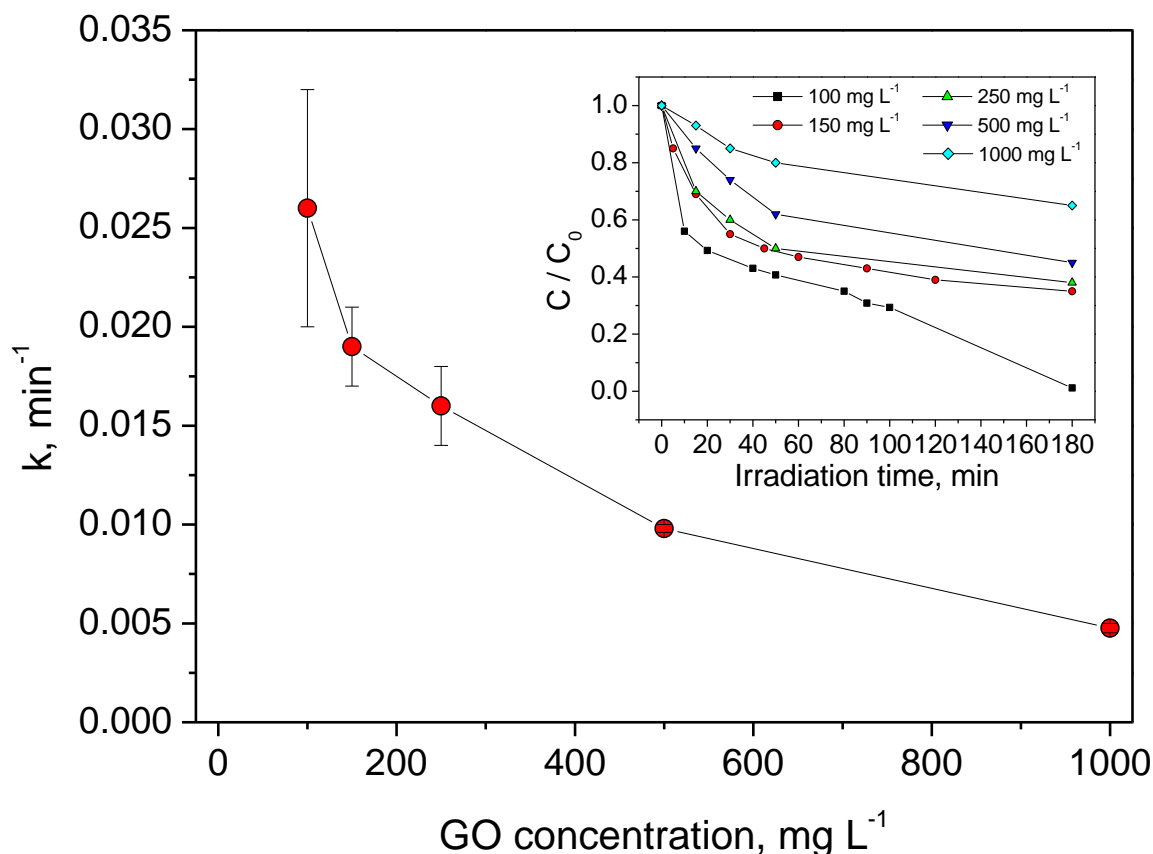 0.035
0.030
0.025
0.020
0.015
0.010
0.005
0.000
k, min⁻¹
0
200
400
600
800
1000
GO concentration, mg L⁻¹
100 mg L⁻¹
250 mg L⁻¹
150 mg L⁻¹
500 mg L⁻¹
1000 mg L⁻¹
1.0
0.8
0.6
0.4
0.2
0.0
C / C₀
0 20 40 60 80 100 120 140 160 180
Irradiation time, min